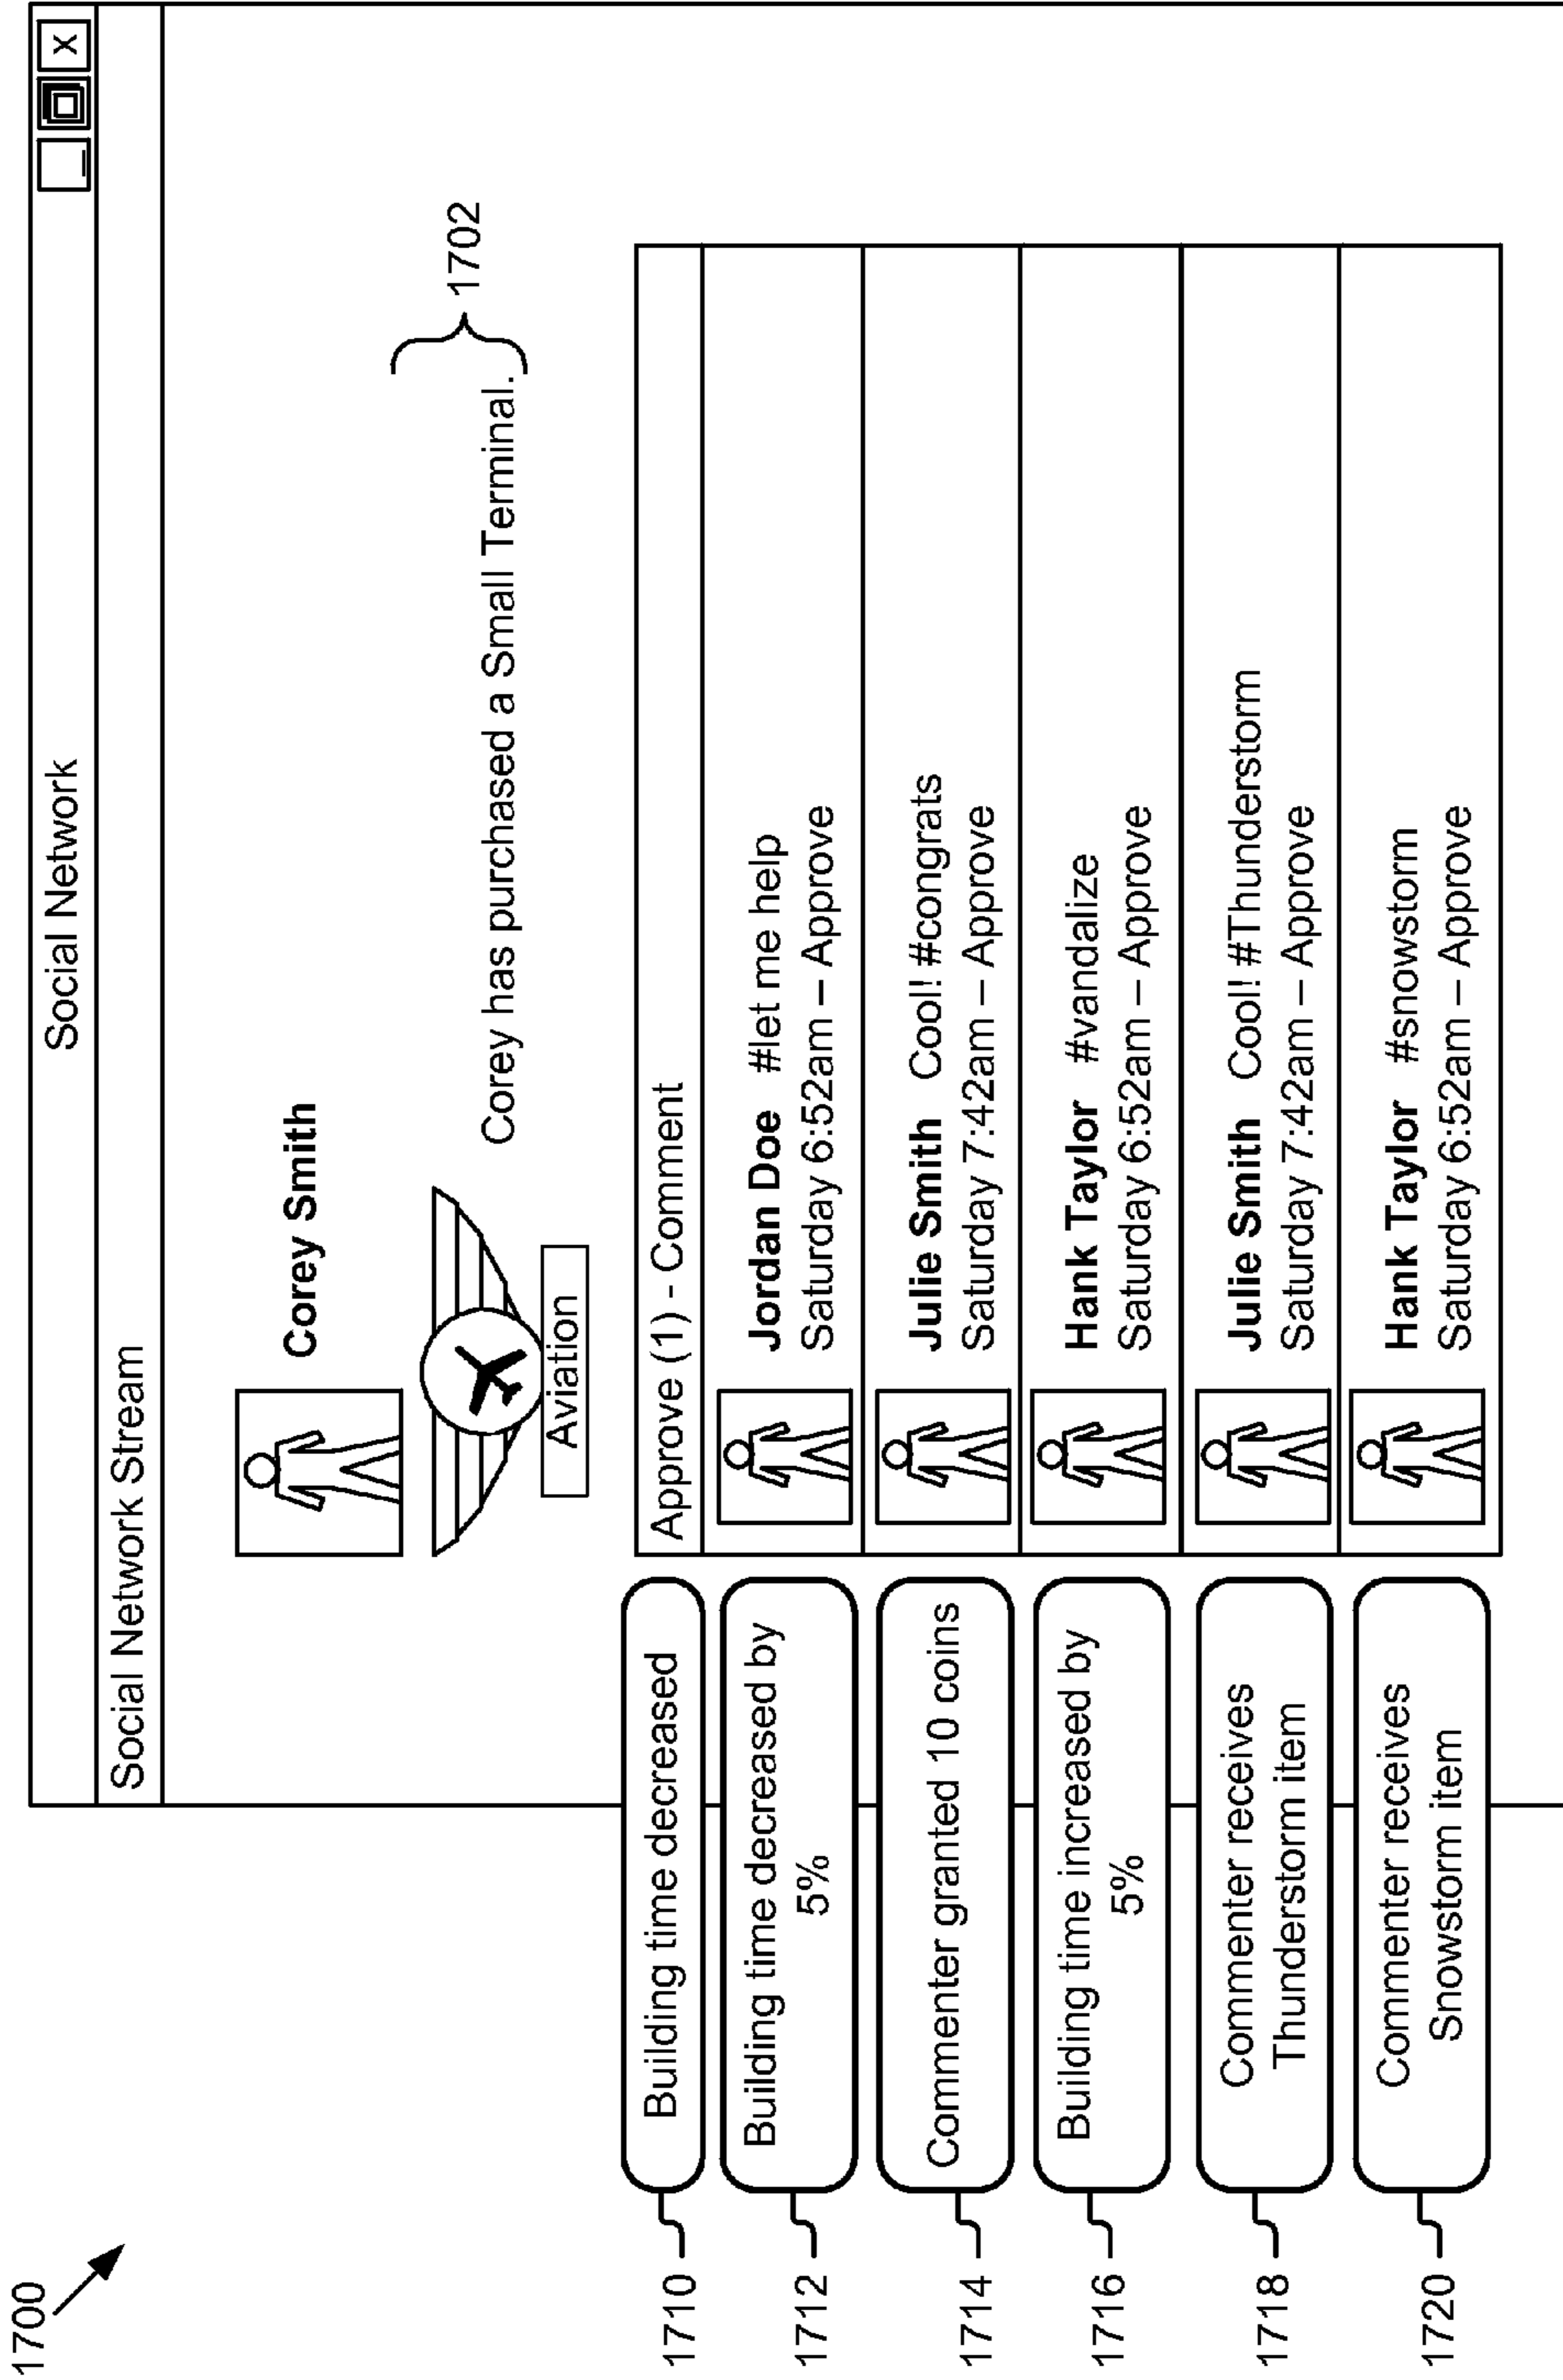 1700
Social Network
_
X
Social Network Stream
Corey Smith
Aviation
Corey has purchased a Small Terminal.
1702
1710
Building time decreased
Approve (1) - Comment
1712
Building time decreased by
5%
Jordan Doe #let me help
Saturday 6:52am – Approve
1714
Commenter granted 10 coins
Julie Smith Cool! #congrats
Saturday 7:42am – Approve
1716
Building time increased by
5%
Hank Taylor #vandalize
Saturday 6:52am – Approve
1718
Commenter receives
Thunderstorm item
Julie Smith Cool! #Thunderstorm
Saturday 7:42am – Approve
1720
Commenter receives
Snowstorm item
Hank Taylor #snowstorm
Saturday 6:52am – Approve